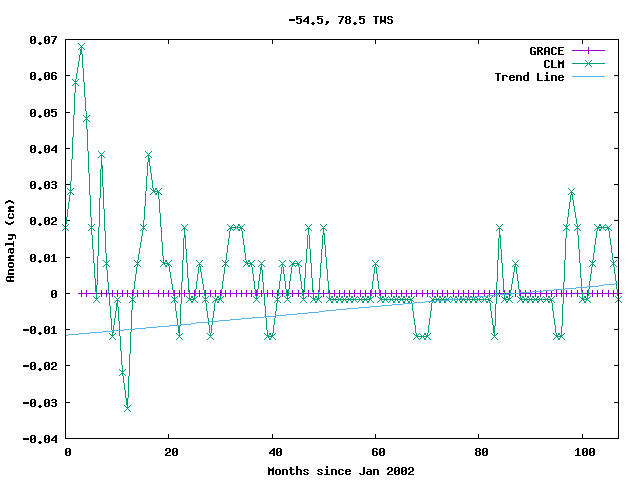 -54.5, 78.5 TWS
0.07
0.06
0.05
0.04
0.03
0.02
0.01
0
-0.01
-0.02
-0.03
-0.04
Anomaly (cm)
GRACE
CLM
Trend Line
0 20 40 60 80 100
Months since Jan 2002